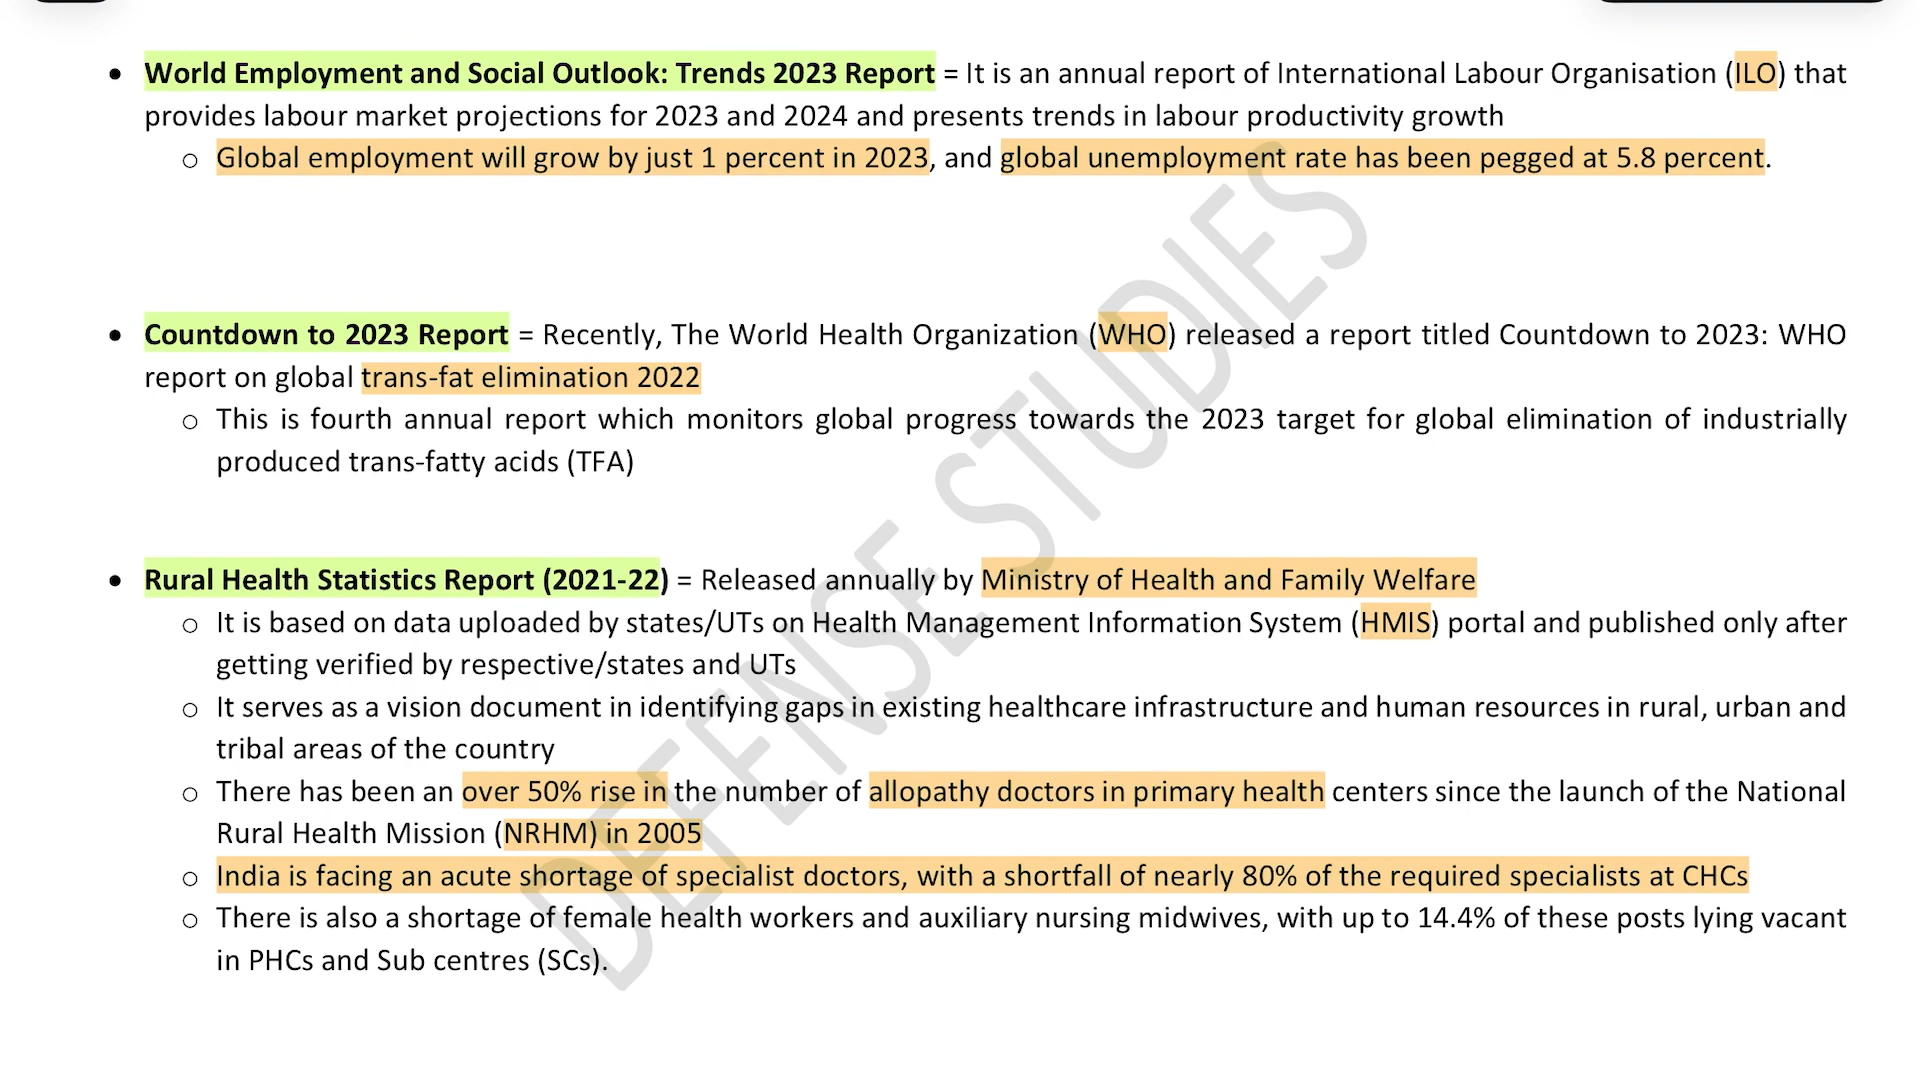 • World Employment and Social Outlook: Trends 2023 Report = It is an annual report of International Labour Organisation (ILO) that
provides labour market projections for 2023 and 2024 and presents trends in labour productivity growth
o Global employment will grow by just 1 percent in 2023, and global unemployment rate has been pegged at 5.8 percent.
• Countdown to 2023 Report = Recently, The World Health Organization (WHO) released a report titled Countdown to 2023: WHO
report on global trans-fat elimination 2022
o This is fourth annual report which monitors global progress towards the 2023 target for global elimination of industrially
produced trans-fatty acids (TFA)
• Rural Health Statistics Report (2021-22) = Released annually by Ministry of Health and Family Welfare
o It is based on data uploaded by states/UTs on Health Management Information System (HMIS) portal and published only after
getting verified by respective/states and UTs
o It serves as a vision document in identifying gaps in existing healthcare infrastructure and human resources in rural, urban and
tribal areas of the country
o There has been an over 50% rise in the number of allopathy doctors in primary health centers since the launch of the National
Rural Health Mission (NRHM) in 2005
o India is facing an acute shortage of specialist doctors, with a shortfall of nearly 80% of the required specialists at CHCs
o There is also a shortage of female health workers and auxiliary nursing midwives, with up to 14.4% of these posts lying vacant
in PHCs and Sub centres (SCs).
DEFENSE STUDIES